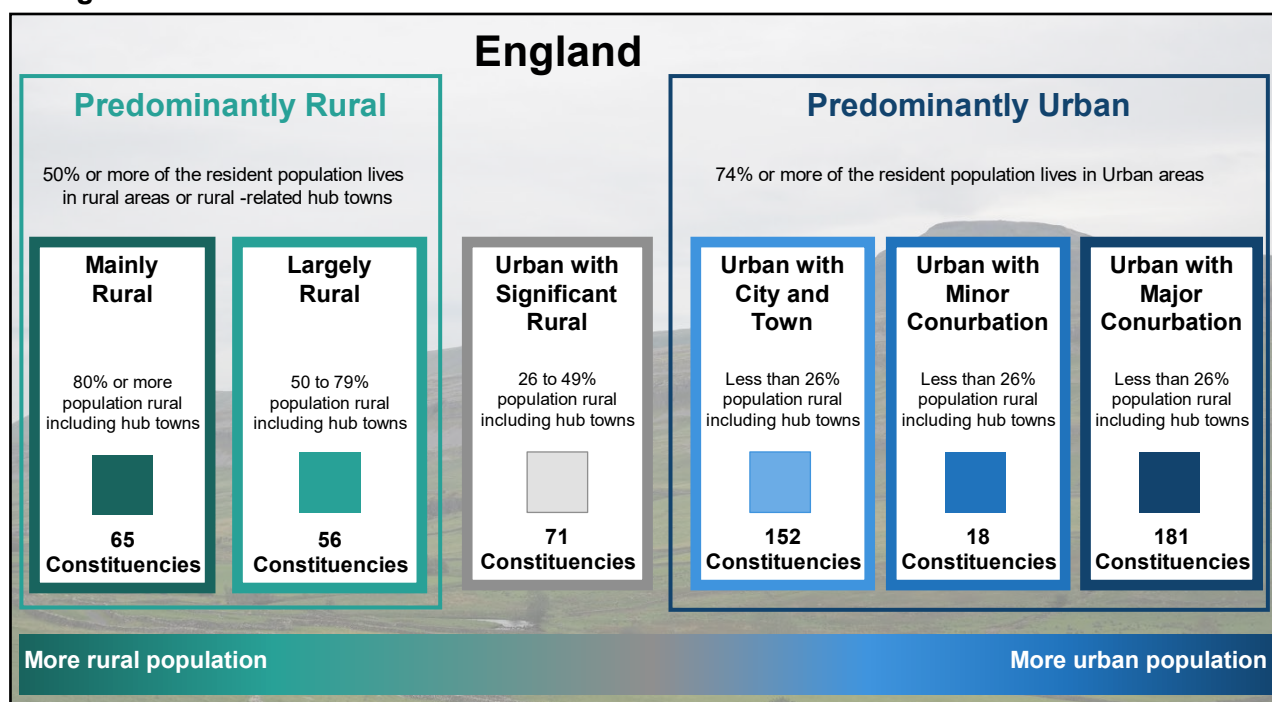 England
Predominantly Rural
50% or more of the resident population lives
in rural areas or rural -related hub towns
Mainly
Rural
80% or more
population rural
including hub towns
65
Constituencies
Largely
Rural
50 to 79%
population rural
including hub towns
56
Constituencies
Urban with
Significant
Rural
26 to 49%
population rural
including hub towns
71
Constituencies
Predominantly Urban
74% or more of the resident population lives in Urban areas
Urban with
City and
Town
Less than 26%
population rural
including hub towns
152
Constituencies
Urban with
Minor
Conurbation
Less than 26%
population rural
including hub towns
18
Constituencies
Urban with
Major
Conurbation
Less than 26%
population rural
including hub towns
181
Constituencies
More rural population
More urban population